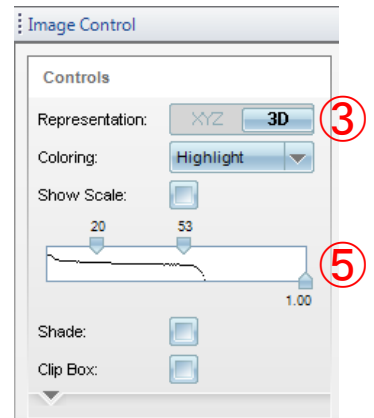 Image Control
Controls
Representation: XYZ 3D ③
Coloring: Highlight
Show Scale:
20 53
⑤
1.00
Shade:
Clip Box: